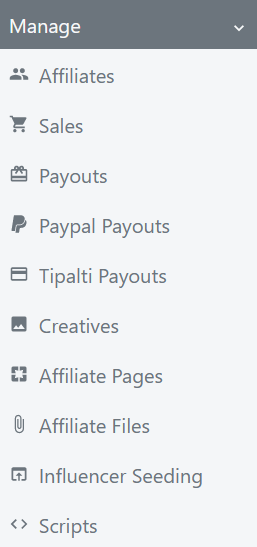 Manage
Affiliates
Sales
Payouts
Paypal Payouts
Tipalti Payouts
Creatives
Affiliate Pages
Affiliate Files
Influencer Seeding
Scripts